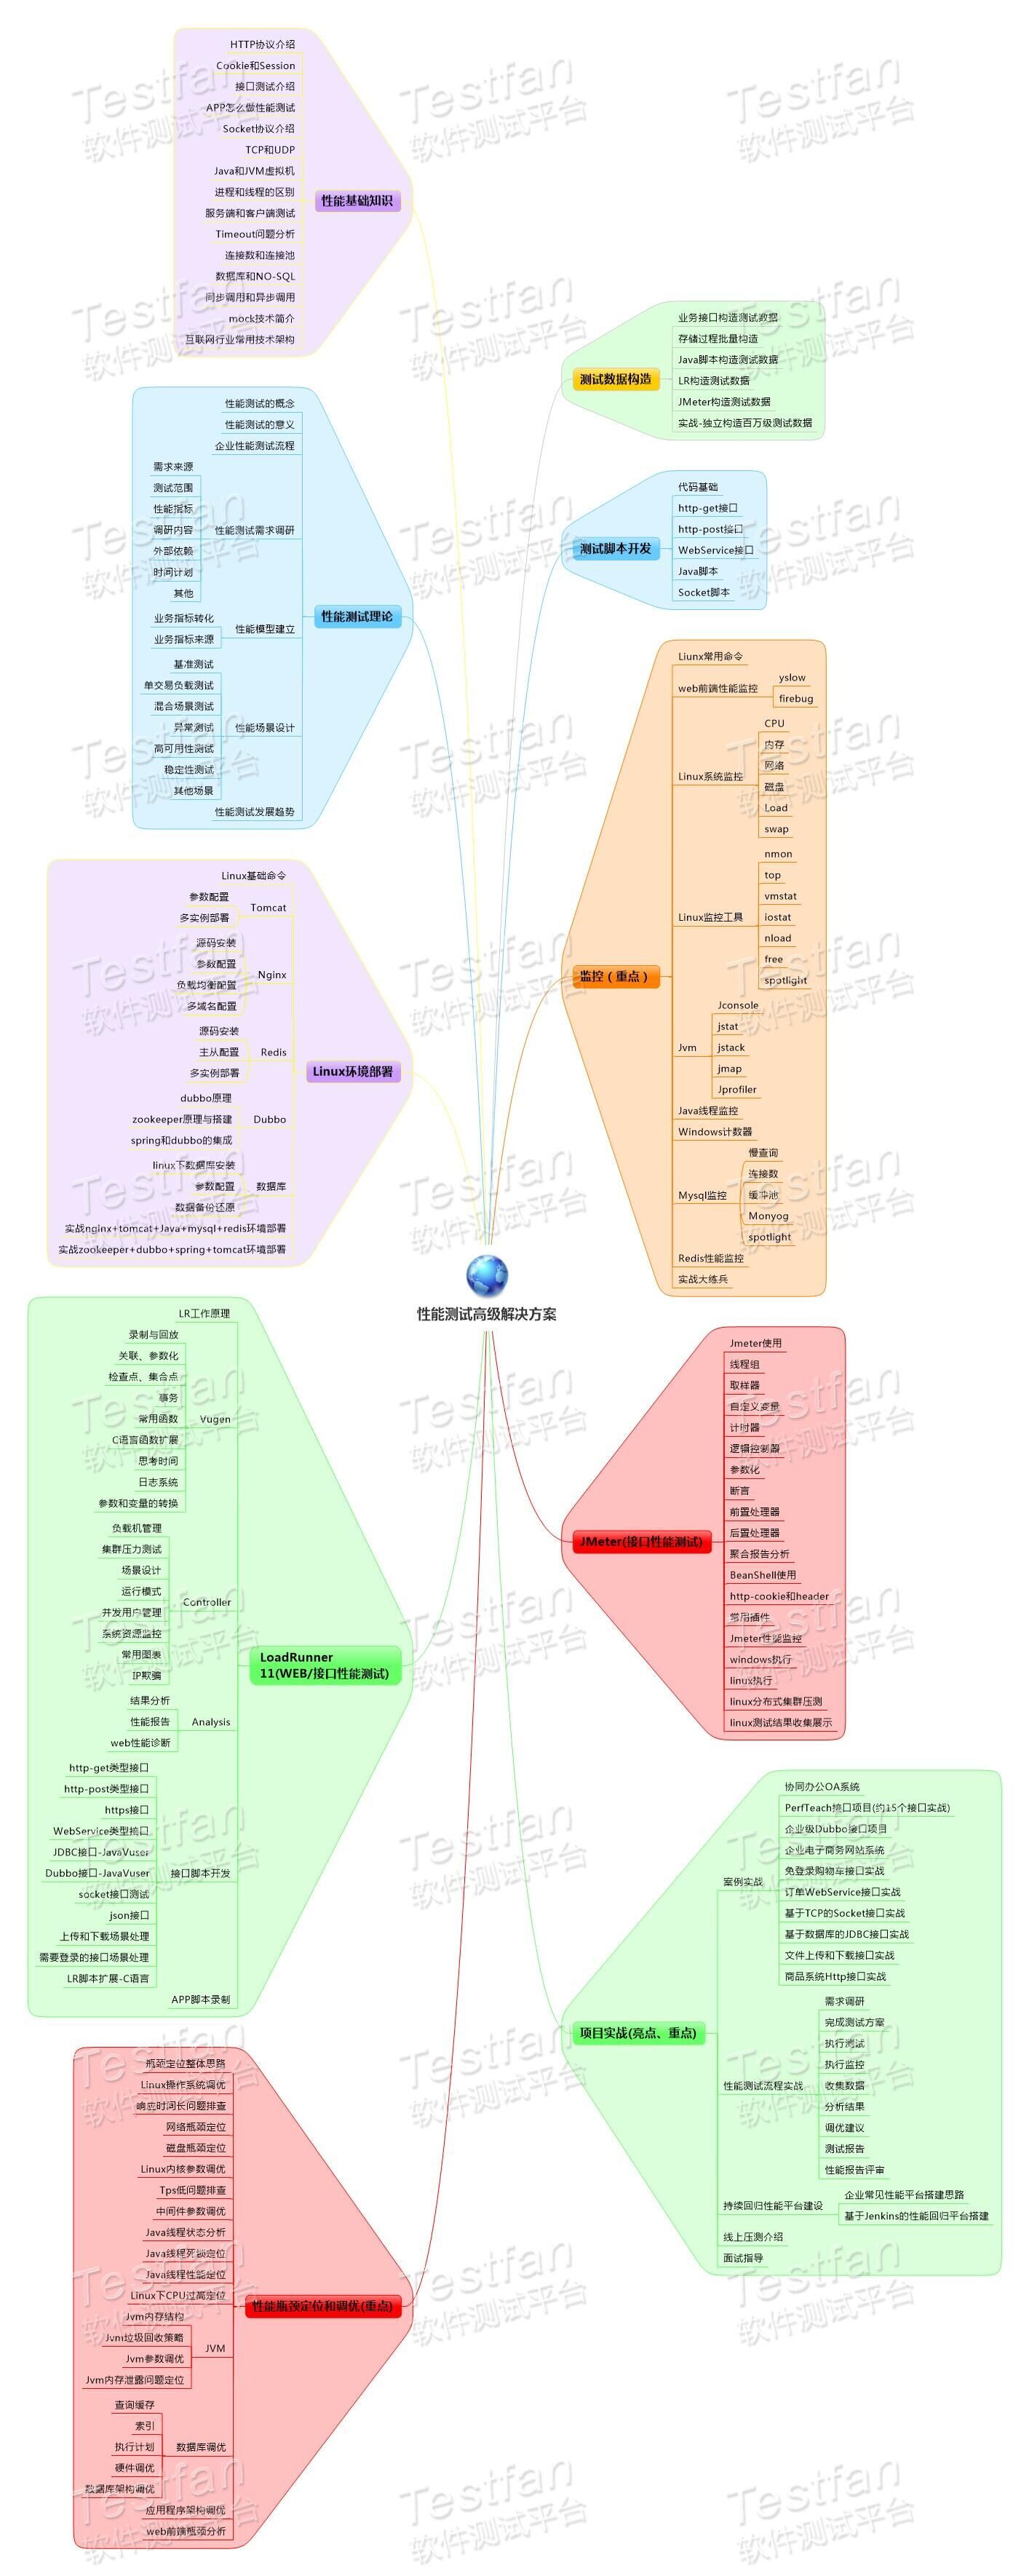 HTTP协议介绍
Cookie和Session
接口测试介绍
APP怎么做性能测试
Socket协议介绍
TCP和UDP
Java和JVM虚拟机
进程和线程的区别
服务端和客户端测试
Timeout问题分析
连接数和连接池
数据库和NO-SQL
同步调用和异步调用
mock技术简介
互联网行业常用技术架构
性能基础知识
性能测试的概念
性能测试的意义
企业性能测试流程
需求来源
测试范围
性能指标
调研内容
外部依赖
时间计划
其他
性能测试需求调研
业务指标转化
业务指标来源
性能模型建立
基准测试
单交易负载测试
混合场景测试
异常测试
高可用性测试
稳定性测试
其他场景
性能场景设计
性能测试发展趋势
性能测试理论
Linux基础命令
参数配置
多实例部署
Tomcat
源码安装
参数配置
负载均衡配置
多域名配置
Nginx
源码安装
主从配置
多实例部署
Redis
dubbo原理
zookeeper原理与搭建
spring和dubbo的集成
Dubbo
linux下数据库安装
参数配置
数据备份还原
数据库
实战nginx+tomcat+Java+mysql+redis环境部署
实战zookeeper+dubbo+spring+tomcat环境部署
Linux环境部署
LR工作原理
录制与回放
关联、参数化
检查点、集合点
事务
常用函数
C语言函数扩展
思考时间
日志系统
参数和变量的转换
Vugen
负载机管理
集群压力测试
场景设计
运行模式
并发用户管理
系统资源监控
常用图表
IP欺骗
Controller
结果分析
性能报告
web性能诊断
Analysis
http-get类型接口
http-post类型接口
https接口
WebService类型接口
JDBC接口-JavaVuser
Dubbo接口-JavaVuser
socket接口测试
json接口
上传和下载场景处理
需要登录的接口场景处理
LR脚本扩展-C语言
接口脚本开发
APP脚本录制
LoadRunner
11(WEB/接口性能测试)
瓶颈定位整体思路
Linux操作系统调优
响应时间长问题排查
网络瓶颈定位
磁盘瓶颈定位
Linux内核参数调优
Tps低问题排查
中间件参数调优
Java线程状态分析
Java线程死锁定位
Java线程性能定位
Linux下CPU过高定位
Jvm内存结构
Jvm垃圾回收策略
Jvm参数调优
Jvm内存泄露问题定位
JVM
查询缓存
索引
执行计划
硬件调优
数据库架构调优
数据库调优
应用程序架构调优
web前端瓶颈分析
性能瓶颈定位和调优(重点)
性能测试高级解决方案
测试数据构造
业务接口构造测试数据
存储过程批量构造
Java脚本构造测试数据
LR构造测试数据
JMeter构造测试数据
实战-独立构造百万级测试数据
测试脚本开发
代码基础
http-get接口
http-post接口
WebService接口
Java脚本
Socket脚本
监控（重点）
Liunx常用命令
web前端性能监控
yslow
firebug
Linux系统监控
CPU
内存
网络
磁盘
Load
swap
Linux监控工具
nmon
top
vmstat
iostat
nload
free
spotlight
Jvm
Jconsole
jstat
jstack
jmap
Jprofiler
Java线程监控
Windows计数器
Mysql监控
慢查询
连接数
缓冲池
Monyog
spotlight
Redis性能监控
实战大练兵
JMeter(接口性能测试)
Jmeter使用
线程组
取样器
自定义变量
计时器
逻辑控制器
参数化
断言
前置处理器
后置处理器
聚合报告分析
BeanShell使用
http-cookie和header
常用插件
Jmeter性能监控
windows执行
linux执行
linux分布式集群压测
linux测试结果收集展示
项目实战(亮点、重点)
案例实战
协同办公OA系统
PerfTeach接口项目(约15个接口实战)
企业级Dubbo接口项目
企业电子商务网站系统
免登录购物车接口实战
订单WebService接口实战
基于TCP的Socket接口实战
基于数据库的JDBC接口实战
文件上传和下载接口实战
商品系统Http接口实战
性能测试流程实战
需求调研
完成测试方案
执行测试
执行监控
收集数据
分析结果
调优建议
测试报告
性能报告评审
持续回归性能平台建设
企业常见性能平台搭建思路
基于Jenkins的性能回归平台搭建
线上压测介绍
面试指导
Testfan
软件测试平台